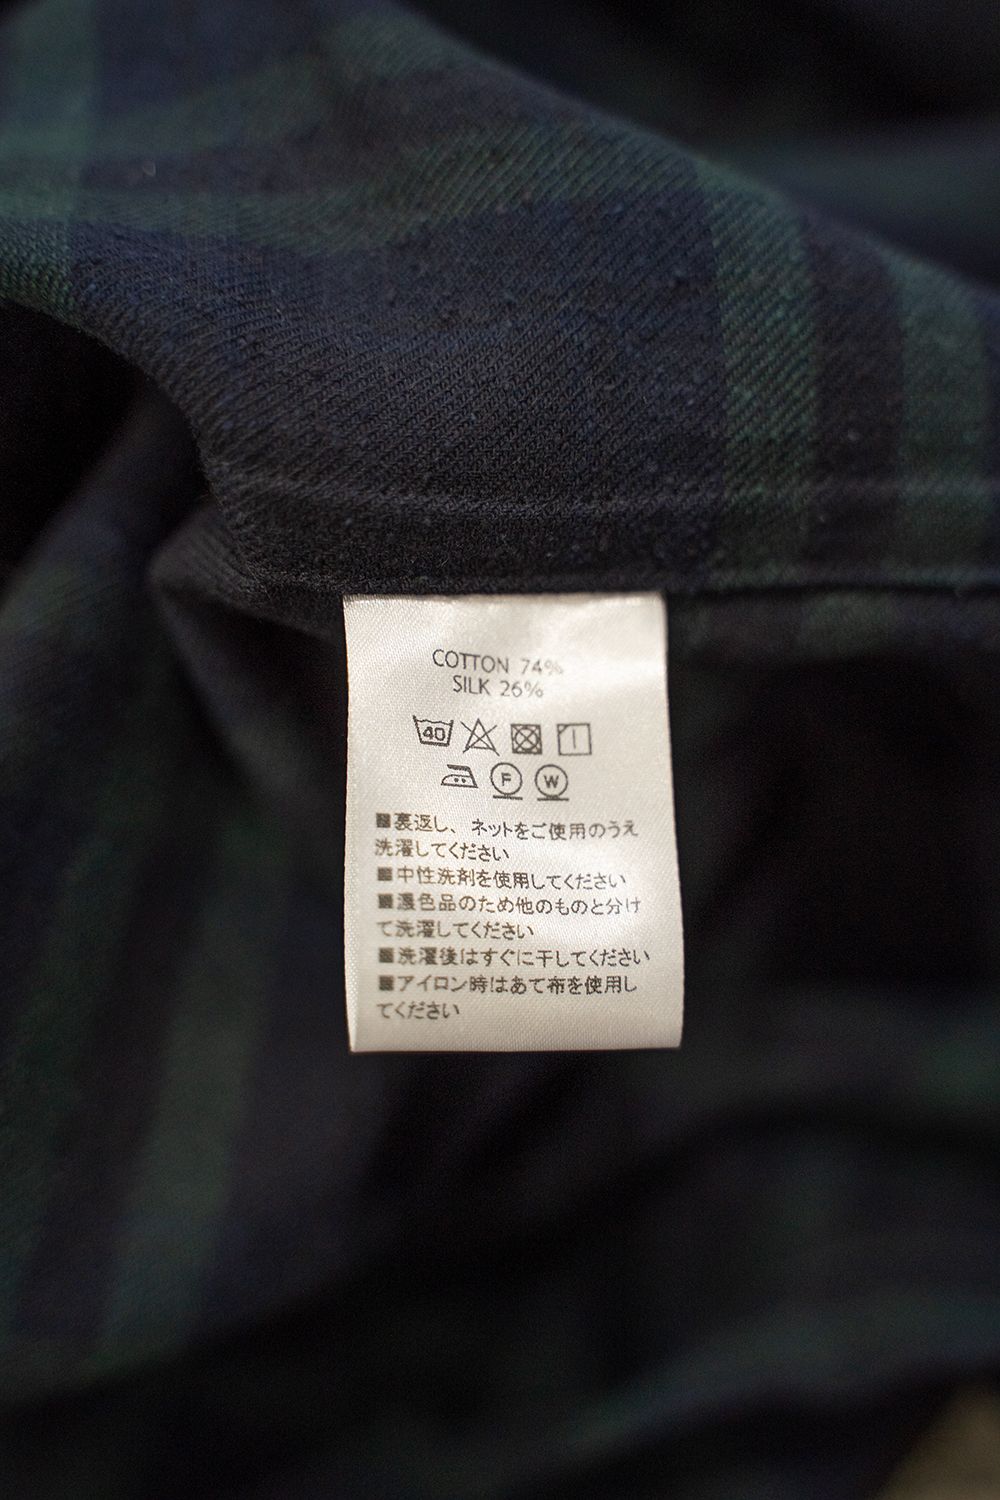 COTTON 74%
SILK 26%
40
F W
■裏返し、ネットをご使用のうえ
洗濯してください
■中性洗剤を使用してください
■濃色品のため他のものと分け
て洗濯してください
■洗濯後はすぐに干してください
■アイロン時はあて布を使用し
てください